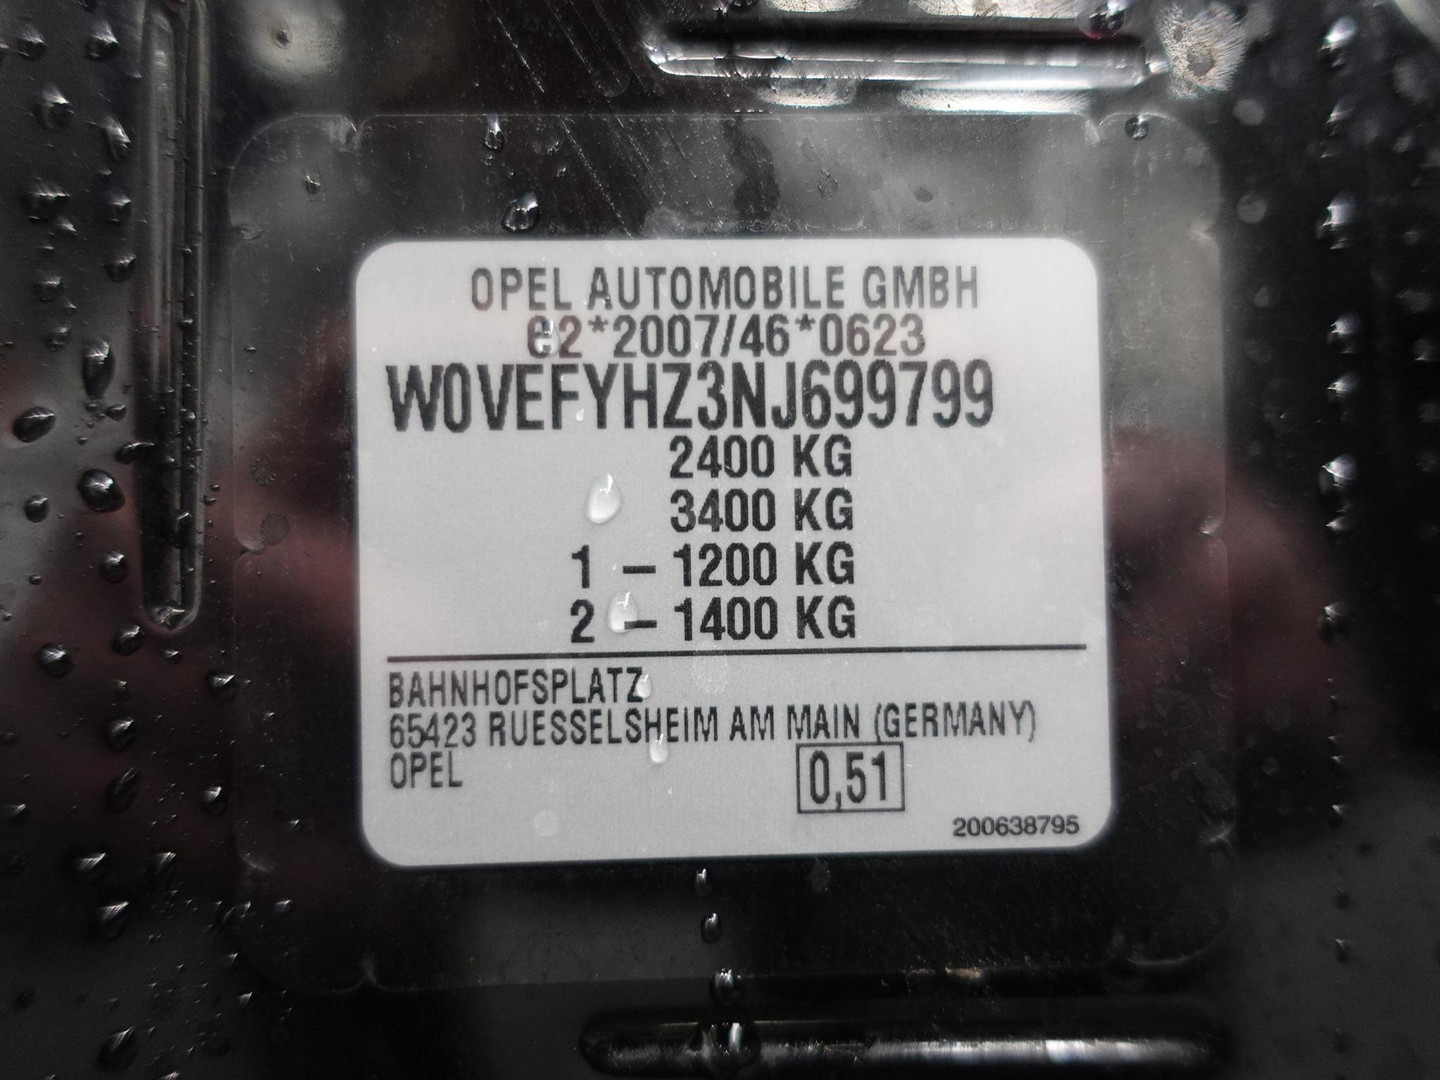 OPEL AUTOMOBILE GMBH
e2*2007/46*0623
W0VEFYHZ3NJ699799
2400 KG
3400 KG
1 – 1200 KG
2 – 1400 KG
BAHNHOFSPLATZ
65423 RUESSELSHEIM AM MAIN (GERMANY)
OPEL
0,51
200638795